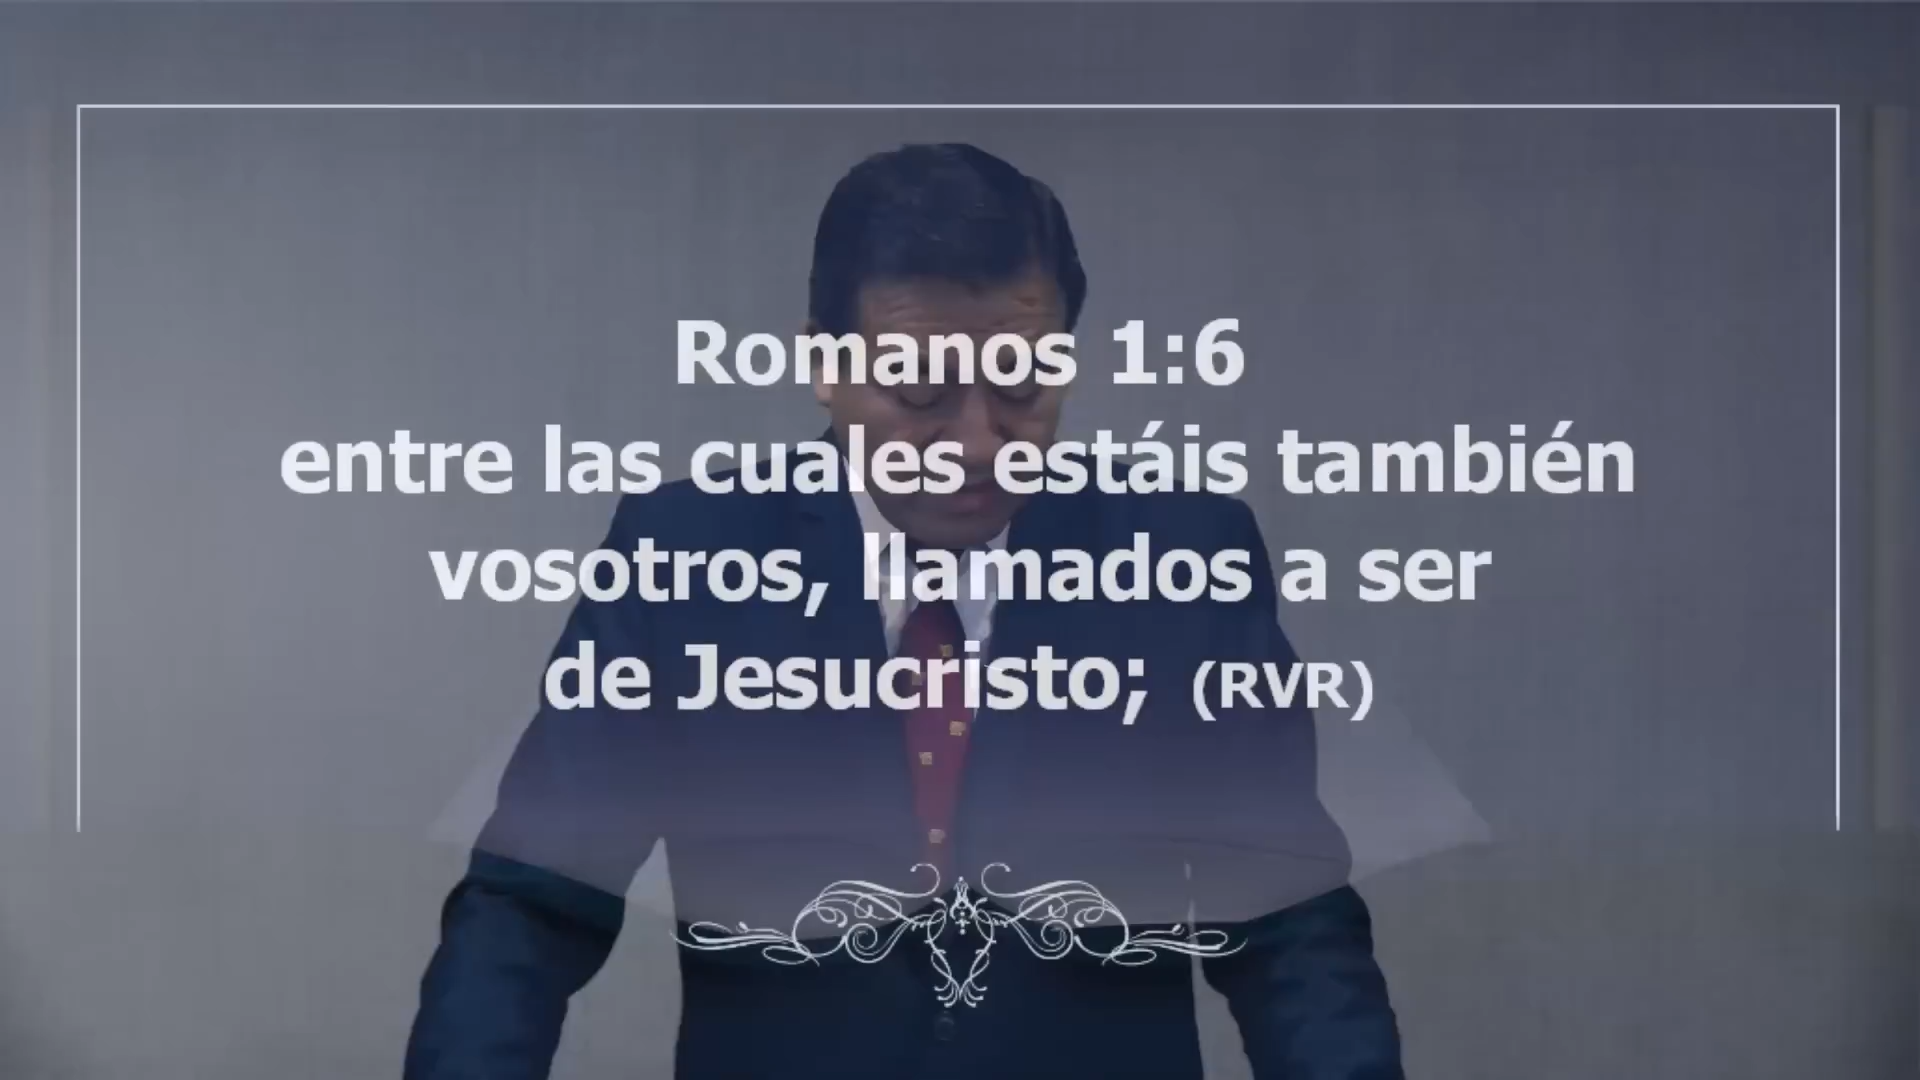 Romanos 1:6
entre las cuales estáis también
vosotros, llamados a ser
de Jesucristo; (RVR)